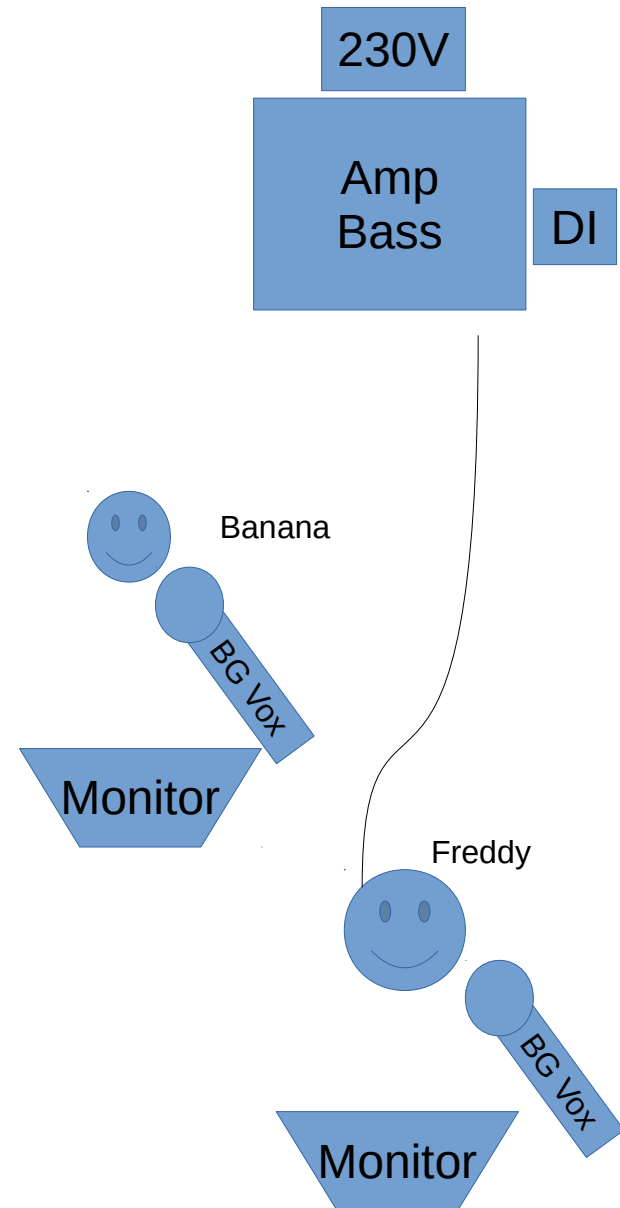 230V
Amp
Bass
DI
Banana
BG Vox
Monitor
Freddy
BG Vox
Monitor